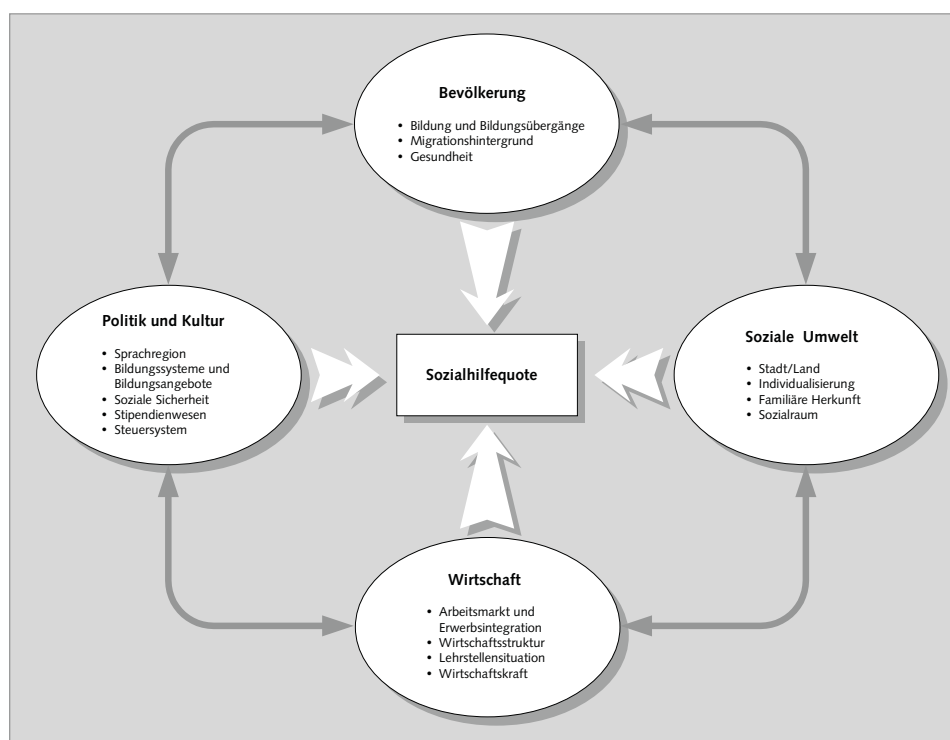 Bevölkerung
• Bildung und Bildungsübergänge
• Migrationshintergrund
• Gesundheit
Politik und Kultur
• Sprachregion
• Bildungssysteme und
Bildungsangebote
• Soziale Sicherheit
• Stipendienwesen
• Steuersystem
Sozialhilfequote
Soziale Umwelt
• Stadt/Land
• Individualisierung
• Familiäre Herkunft
• Sozialraum
Wirtschaft
• Arbeitsmarkt und
Erwerbsintegration
• Wirtschaftsstruktur
• Lehrstellensituation
• Wirtschaftskraft